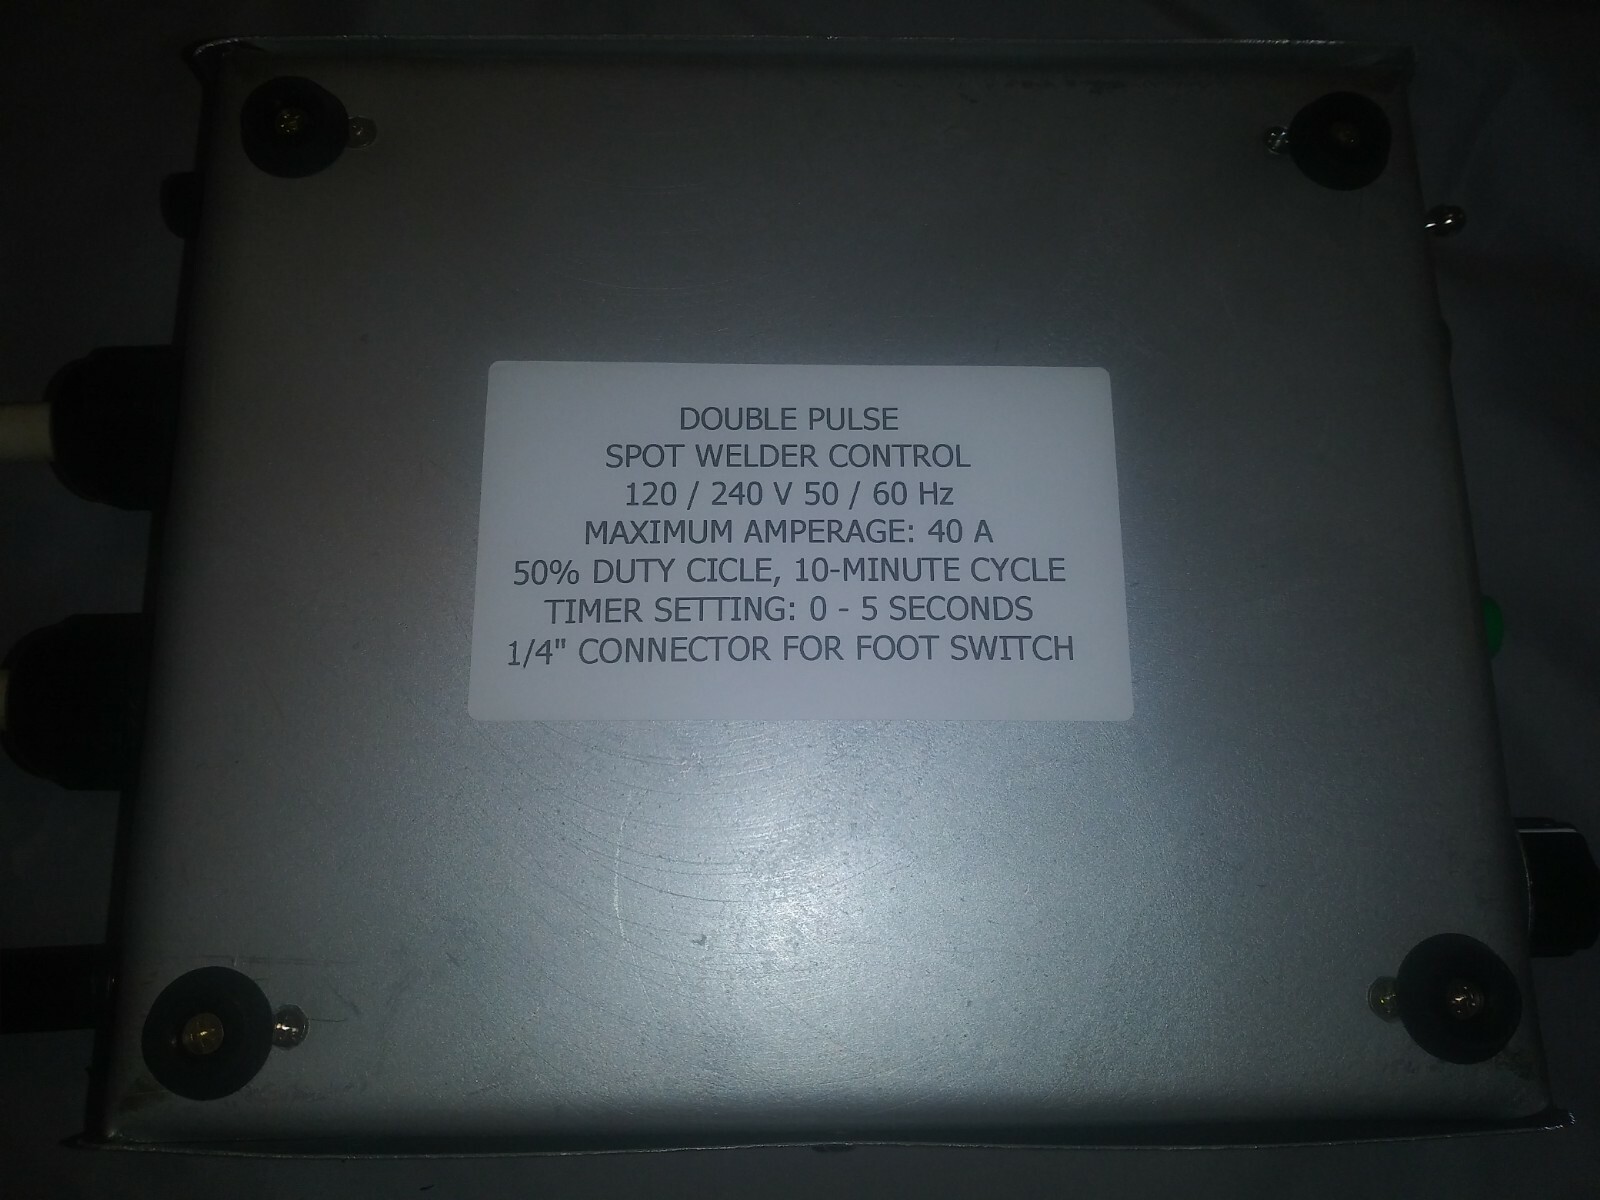 DOUBLE PULSE
SPOT WELDER CONTROL
120 / 240 V 50 / 60 Hz
MAXIMUM AMPERAGE: 40 A
50% DUTY CICLE, 10-MINUTE CYCLE
TIMER SETTING: 0 - 5 SECONDS
1/4" CONNECTOR FOR FOOT SWITCH